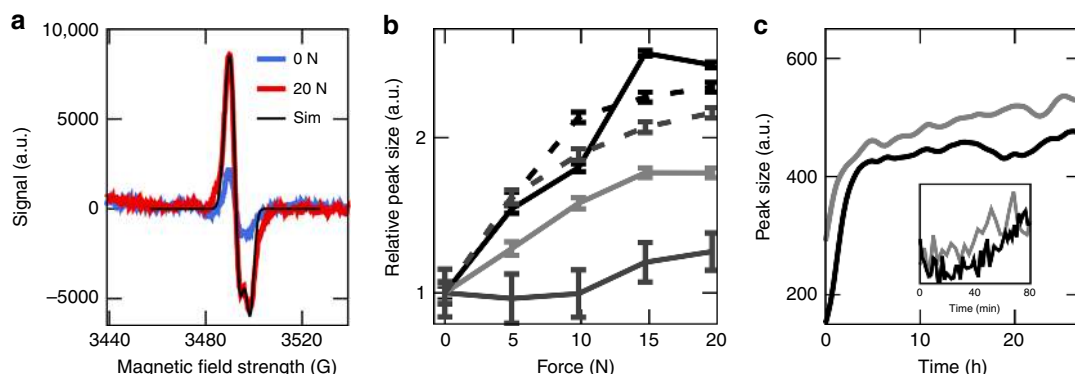 a
10,000
5000
0
−5000
3440
3480
3520
Signal (a.u.)
Magnetic field strength (G)
0 N
20 N
Sim
b
2
1
0
5
10
15
20
Relative peak size (a.u.)
Force (N)
c
600
400
200
0
10
20
Peak size (a.u.)
Time (h)
0
40
80
Time (min)